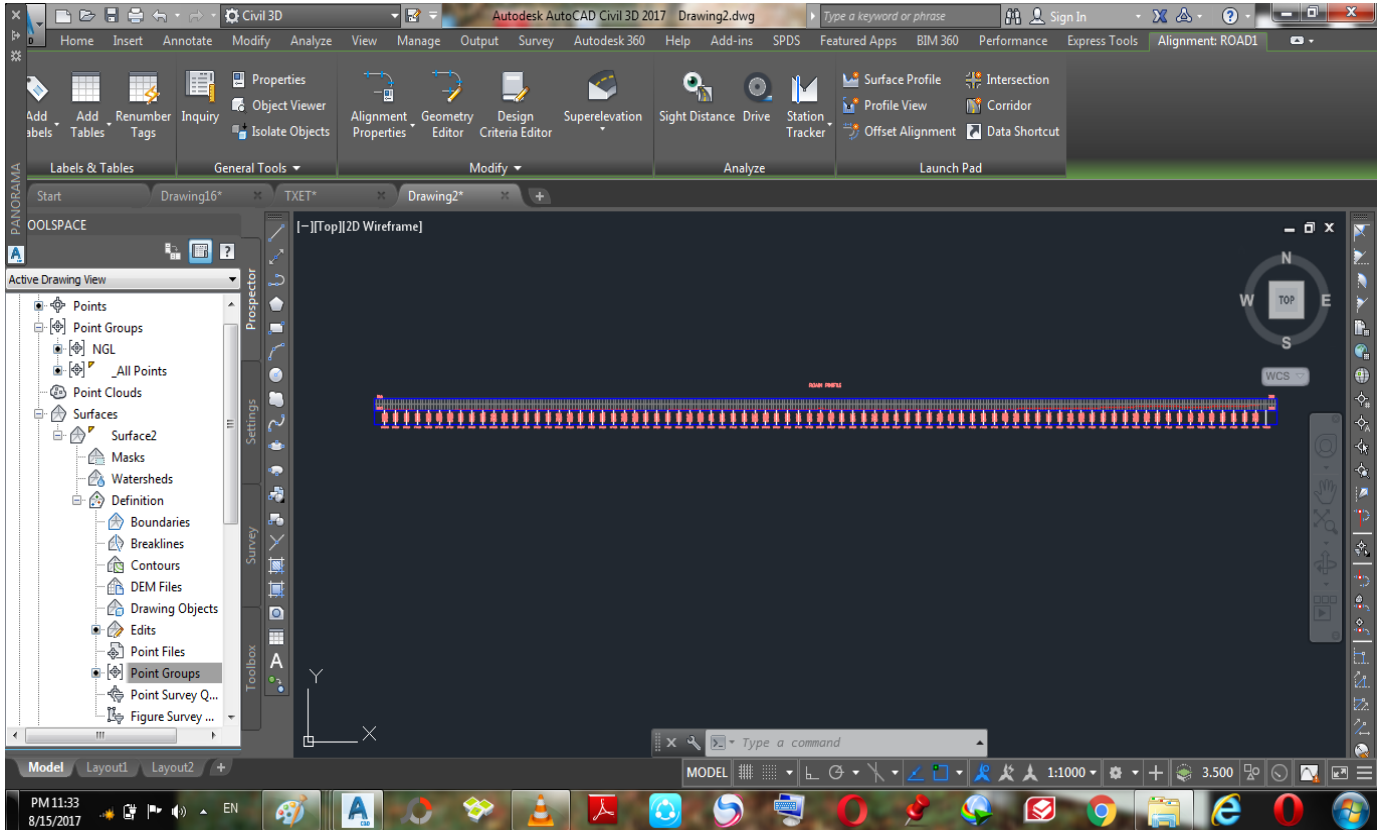 Civil 3D
Autodesk AutoCAD Civil 3D 2017 Drawing2.dwg
Type a keyword or phrase
Sign In
Home Insert Annotate Modify Analyze View Manage Output Survey Autodesk 360 Help Add-ins SPDS Featured Apps BIM 360 Performance Express Tools Alignment: ROAD1
Add
abels
Add
Tables
Renumber
Tags
Inquiry
Properties
Object Viewer
Isolate Objects
Alignment
Properties
Geometry
Editor
Design
Criteria Editor
Superelevation
Sight Distance
Drive
Station
Tracker
Surface Profile
Profile View
Offset Alignment
Intersection
Corridor
Data Shortcut
Labels & Tables
General Tools
Modify
Analyze
Launch Pad
PANORAMA
Start
Drawing16*
TXET*
Drawing2*
OOLSPACE
Active Drawing View
Points
Point Groups
NGL
_All Points
Point Clouds
Surfaces
Surface2
Masks
Watersheds
Definition
Boundaries
Breaklines
Contours
DEM Files
Drawing Objects
Edits
Point Files
Point Groups
Point Survey Q...
Figure Survey ...
Prospector
Settings
Survey
Toolbox
[−][Top][2D Wireframe]
N
W
TOP
E
S
WCS
Y
X
Type a command
Model Layout1 Layout2 +
MODEL
1:1000
3.500
PM 11:33
8/15/2017
EN